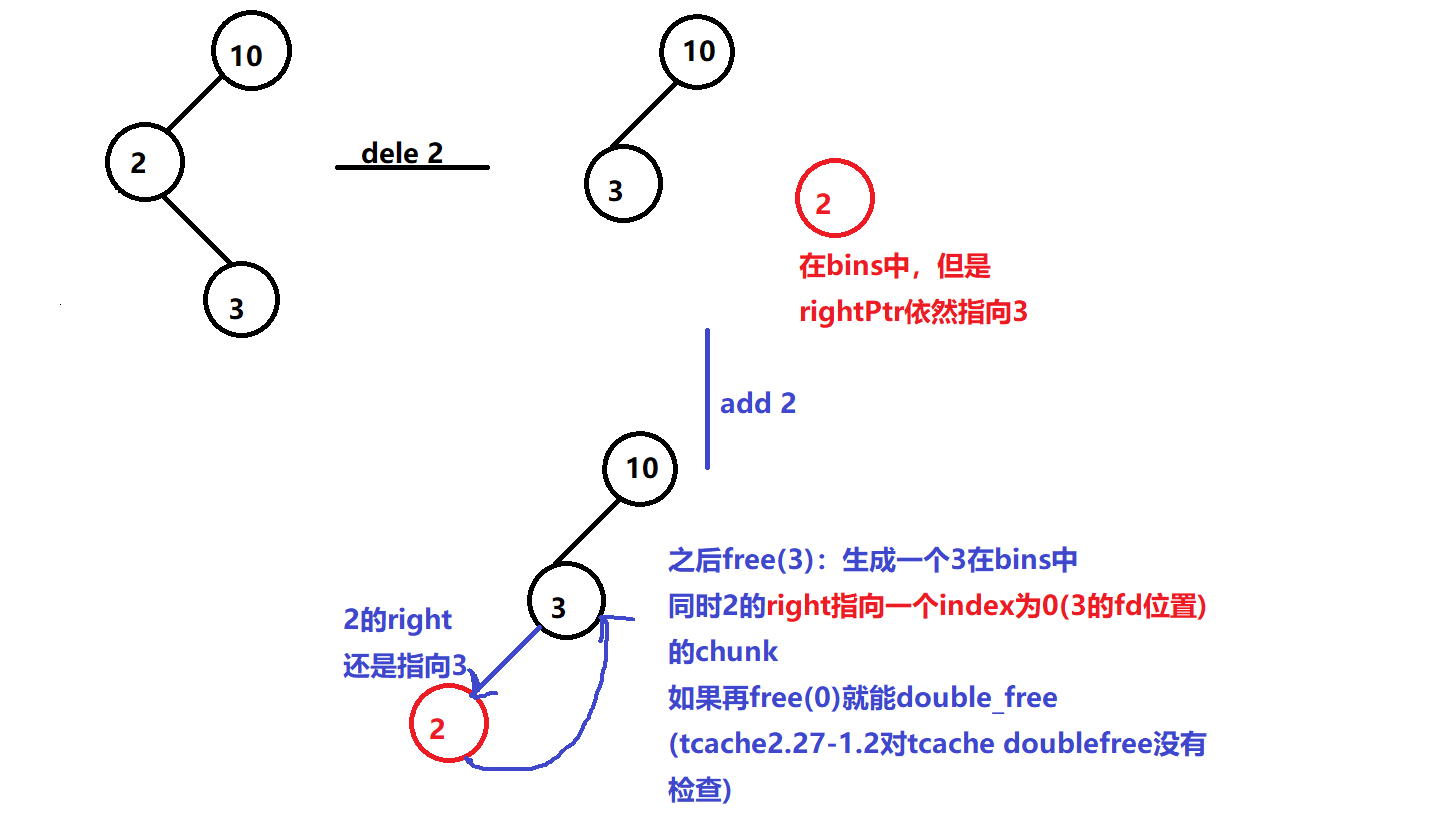 10
2
3
dele 2
10
3
2
在bins中，但是
rightPtr依然指向3
add 2
10
3
2的right
还是指向3
2
之后free(3)：生成一个3在bins中
同时2的right指向一个index为0(3的fd位置)
的chunk
如果再free(0)就能double_free
(tcache2.27-1.2对tcache doublefree没有
检查)